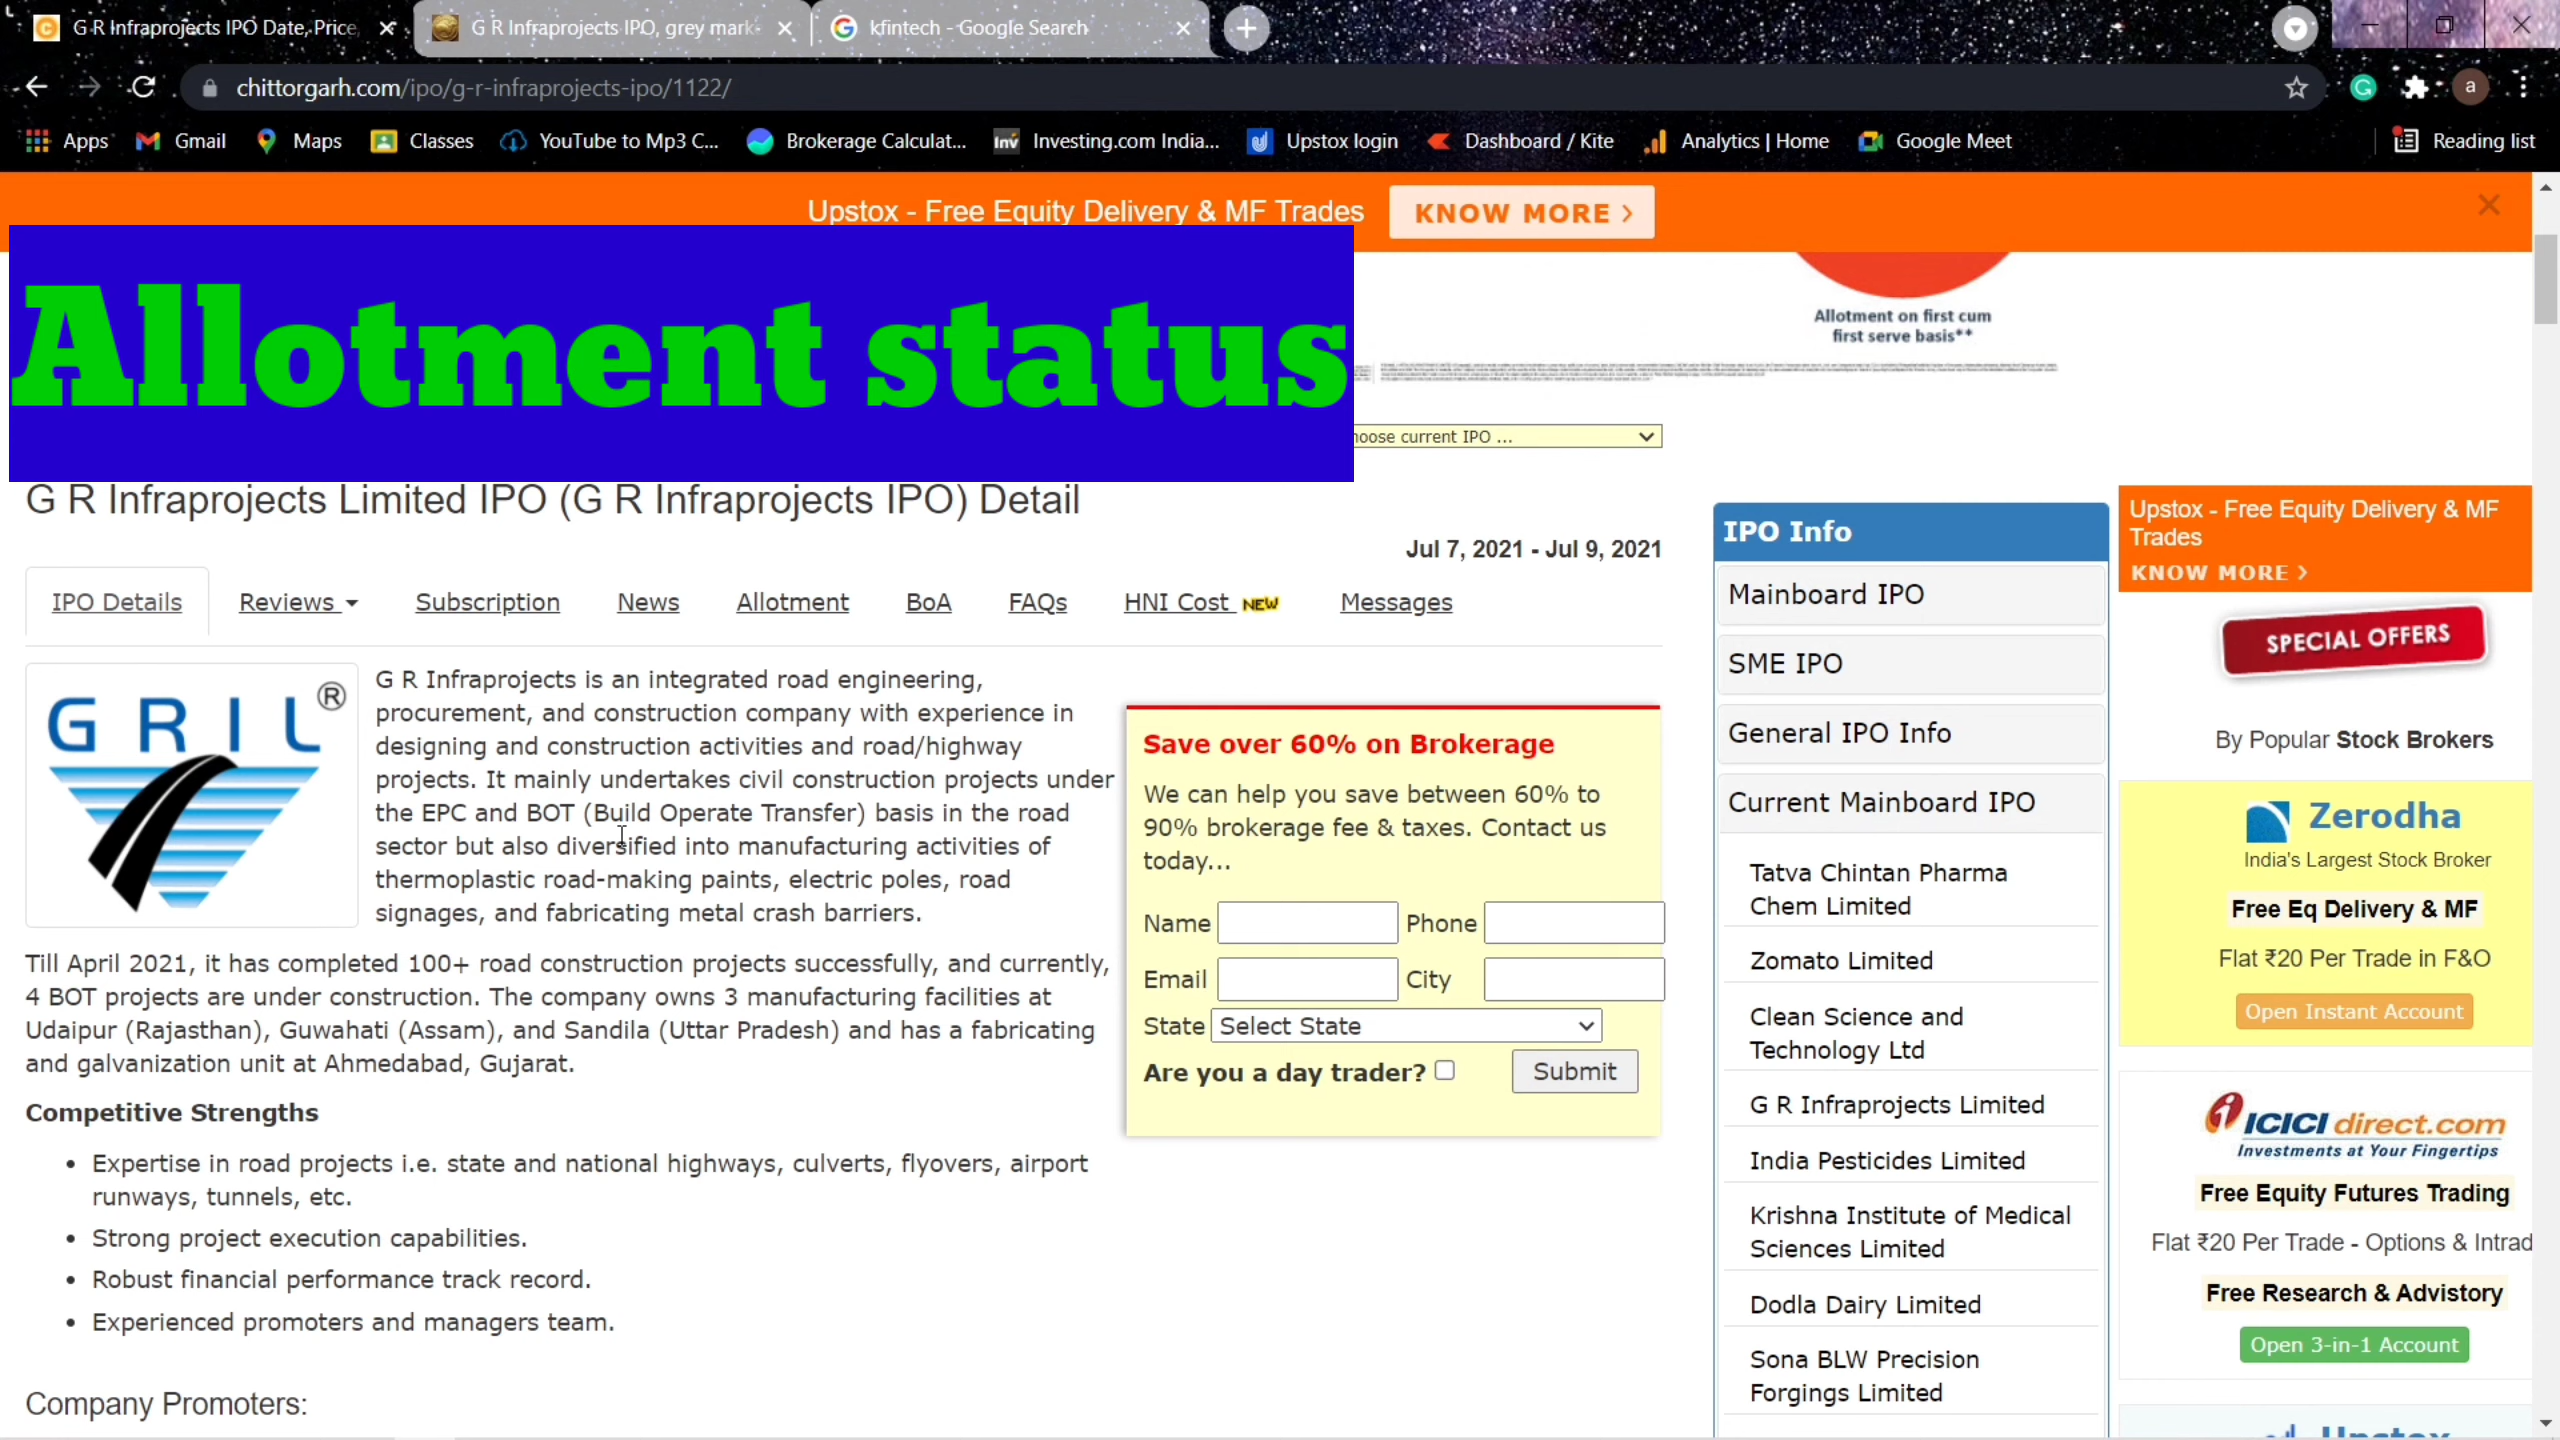 G R Infraprojects IPO Date, Price
G R Infraprojects IPO, grey mark
kfintech - Google Search
chittorgarh.com/ipo/g-r-infraprojects-ipo/1122/
a
Apps
Gmail
Maps
Classes
YouTube to Mp3 C...
Brokerage Calculat...
Inv
Investing.com India...
Upstox login
Dashboard / Kite
Analytics | Home
Google Meet
Reading list
Upstox - Free Equity Delivery & MF Trades
KNOW MORE >
Allotment status
Allotment on first cum
first serve basis**
hoose current IPO ...
G R Infraprojects Limited IPO (G R Infraprojects IPO) Detail
Jul 7, 2021 - Jul 9, 2021
IPO Details
Reviews
Subscription
News
Allotment
BoA
FAQs
HNI Cost NEW
Messages
G R I L ®
G R Infraprojects is an integrated road engineering,
procurement, and construction company with experience in
designing and construction activities and road/highway
projects. It mainly undertakes civil construction projects under
the EPC and BOT (Build Operate Transfer) basis in the road
sector but also diversified into manufacturing activities of
thermoplastic road-making paints, electric poles, road
signages, and fabricating metal crash barriers.
Till April 2021, it has completed 100+ road construction projects successfully, and currently,
4 BOT projects are under construction. The company owns 3 manufacturing facilities at
Udaipur (Rajasthan), Guwahati (Assam), and Sandila (Uttar Pradesh) and has a fabricating
and galvanization unit at Ahmedabad, Gujarat.
Competitive Strengths
• Expertise in road projects i.e. state and national highways, culverts, flyovers, airport
runways, tunnels, etc.
• Strong project execution capabilities.
• Robust financial performance track record.
• Experienced promoters and managers team.
Company Promoters:
Save over 60% on Brokerage
We can help you save between 60% to
90% brokerage fee & taxes. Contact us
today...
Name
Phone
Email
City
State Select State
Are you a day trader?
Submit
IPO Info
Mainboard IPO
SME IPO
General IPO Info
Current Mainboard IPO
Tatva Chintan Pharma
Chem Limited
Zomato Limited
Clean Science and
Technology Ltd
G R Infraprojects Limited
India Pesticides Limited
Krishna Institute of Medical
Sciences Limited
Dodla Dairy Limited
Sona BLW Precision
Forgings Limited
Upstox - Free Equity Delivery & MF
Trades
KNOW MORE >
SPECIAL OFFERS
By Popular Stock Brokers
Zerodha
India's Largest Stock Broker
Free Eq Delivery & MF
Flat ₹20 Per Trade in F&O
Open Instant Account
ICICI direct.com
Investments at Your Fingertips
Free Equity Futures Trading
Flat ₹20 Per Trade - Options & Intrad
Free Research & Advistory
Open 3-in-1 Account